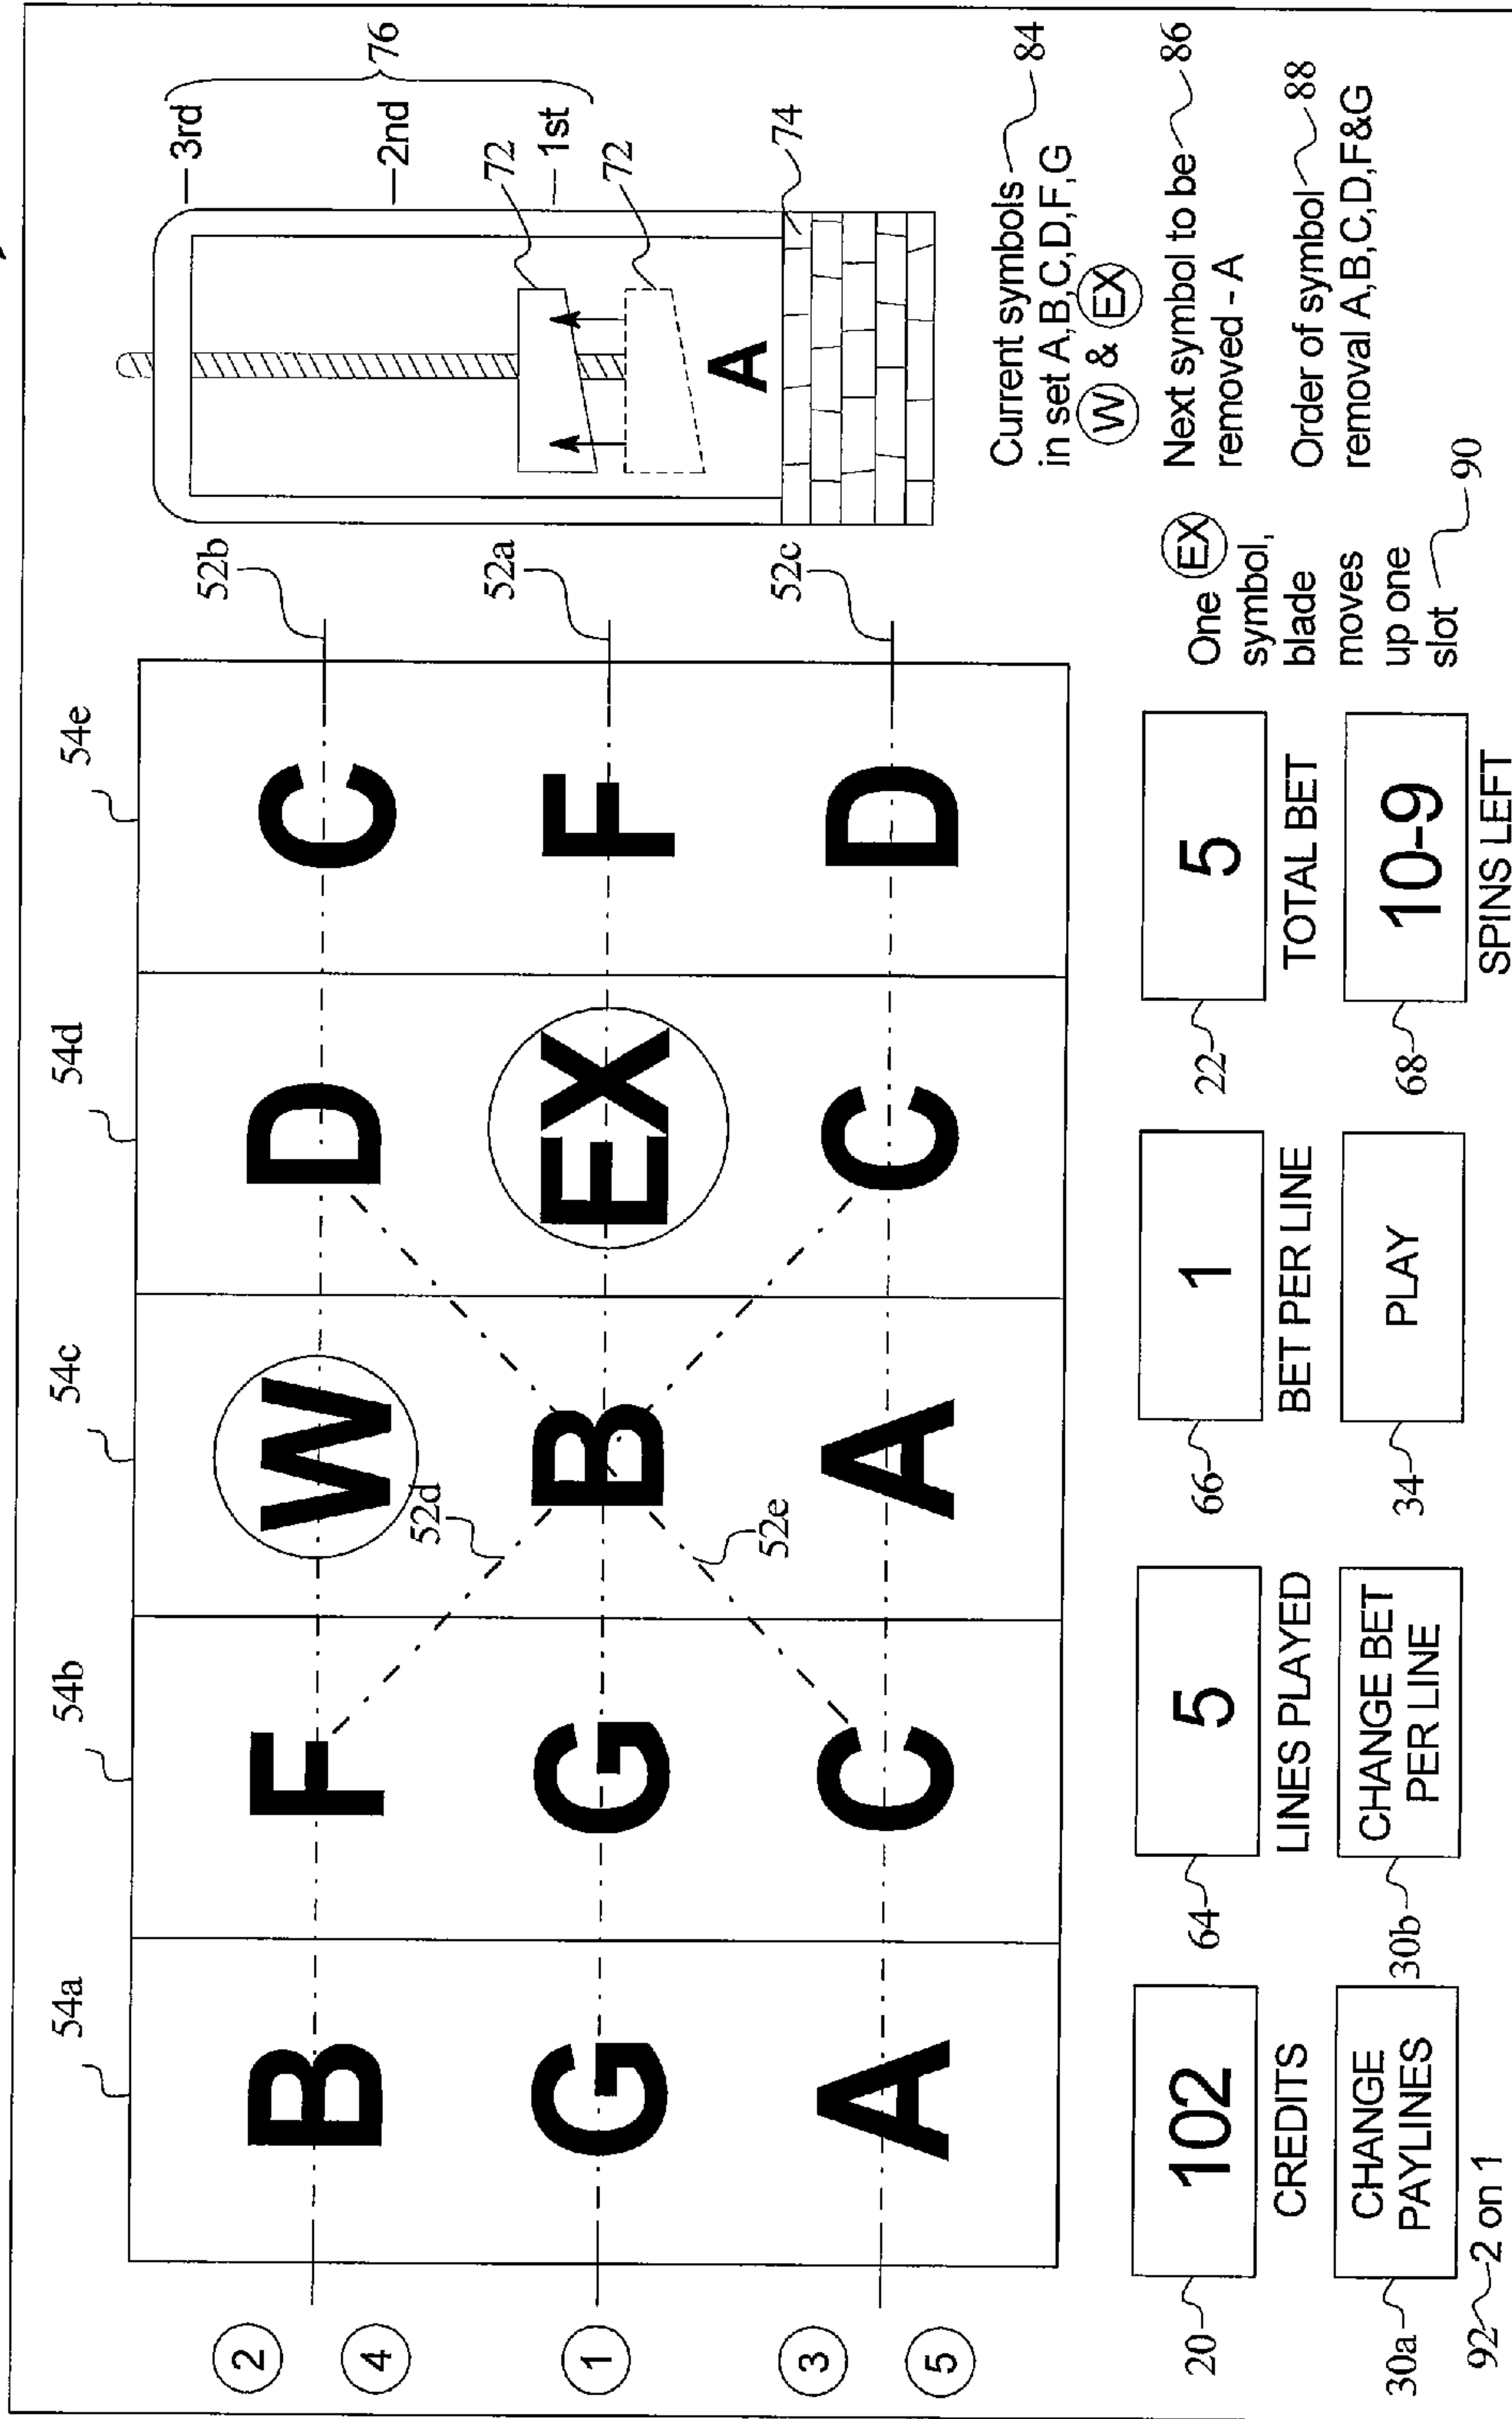 54a
54b
54c
54d
54e
2
B
F
W
D
C
52b
4
52d
1
G
G
B
EX
F
52a
52e
3
A
C
A
C
D
52c
5
3rd
2nd
76
72
1st
72
A
74
20
102
CREDITS
64
5
LINES PLAYED
66
1
BET PER LINE
22
5
TOTAL BET
30a
CHANGE
PAYLINES
30b
CHANGE BET
PER LINE
34
PLAY
68
10-9
SPINS LEFT
92 2 on 1
One EX
symbol,
blade
moves
up one
slot 90
Current symbols 84
in set A,B,C,D,F,G
W & EX
Next symbol to be 86
removed - A
Order of symbol 88
removal A,B,C,D,F&G